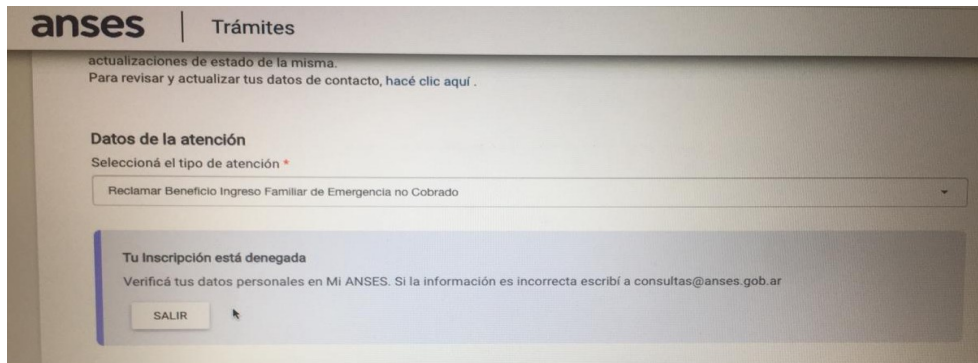 anses | Trámites
actualizaciones de estado de la misma.
Para revisar y actualizar tus datos de contacto, hacé clic aquí .
Datos de la atención
Seleccioná el tipo de atención *
Reclamar Beneficio Ingreso Familiar de Emergencia no Cobrado
Tu Inscripción está denegada
Verificá tus datos personales en Mi ANSES. Si la información es incorrecta escribí a consultas@anses.gob.ar
SALIR